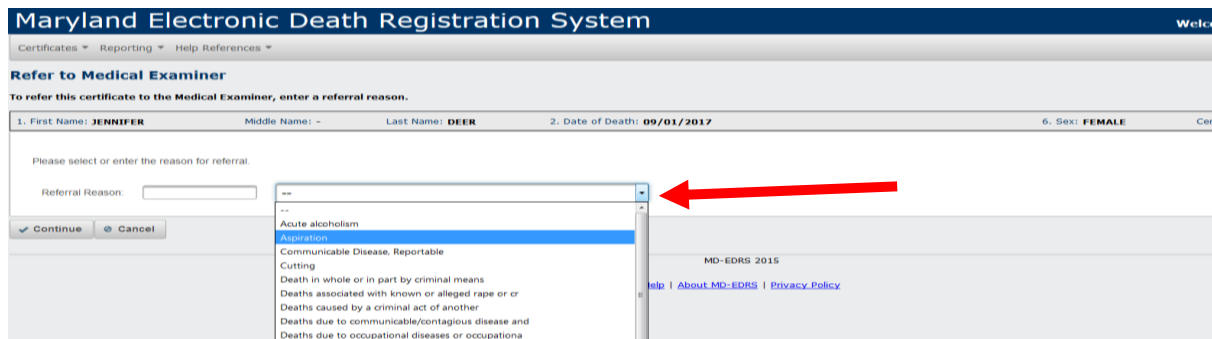 Maryland Electronic Death Registration System Welco
Certificates Reporting Help References
Refer to Medical Examiner
To refer this certificate to the Medical Examiner, enter a referral reason.
1. First Name: JENNIFER Middle Name: - Last Name: DEER 2. Date of Death: 09/01/2017 6. Sex: FEMALE Cer
Please select or enter the reason for referral.
Referral Reason: --
--
Acute alcoholism
Continue Cancel
Aspiration
Communicable Disease, Reportable
Cutting
MD-EDRS 2015
Death in whole or in part by criminal means
Deaths associated with known or alleged rape or cr
Help | About MD-EDRS | Privacy Policy
Deaths caused by a criminal act of another
Deaths due to communicable/contagious disease and
Deaths due to occupational diseases or occupationa